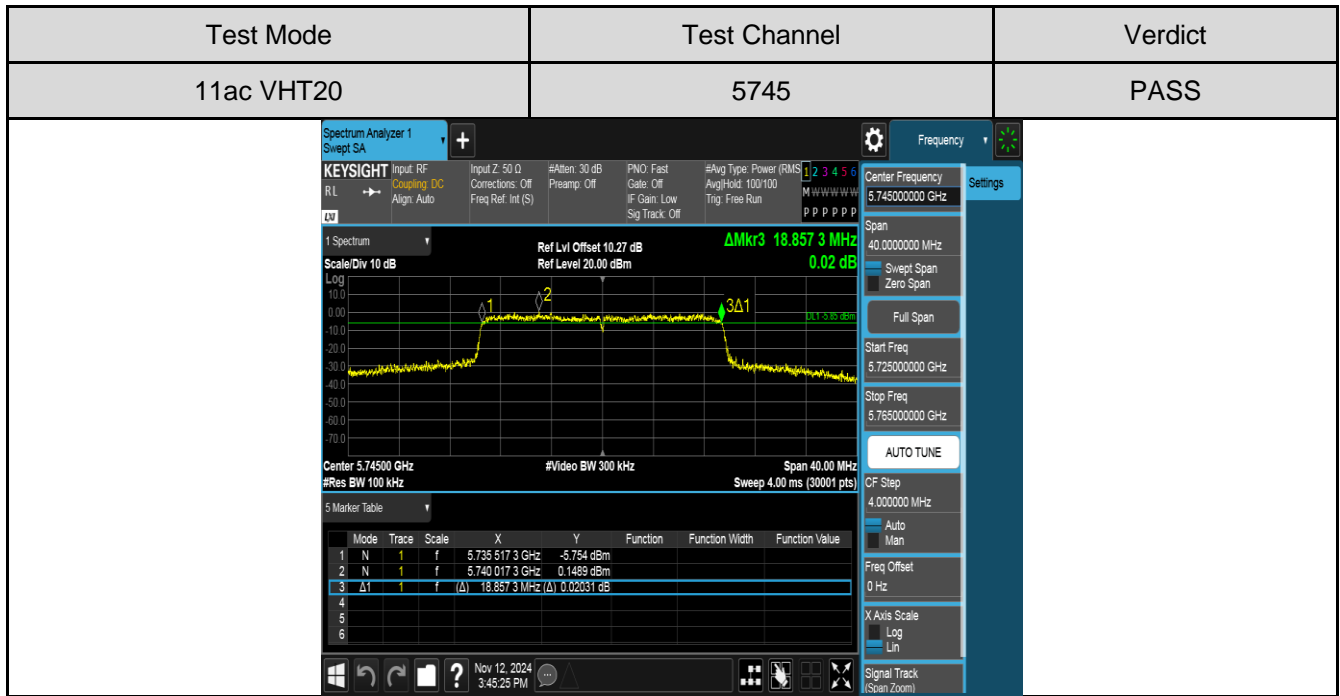 Test Mode Test Channel Verdict
11ac VHT20 5745 PASS
Spectrum Analyzer 1
Swept SA
+
Frequency
KEYSIGHT Input: RF Input Z: 50 Ω #Atten: 30 dB PNO: Fast #Avg Type: Power (RMS 1 2 3 4 5 6
RL Coupling: DC Corrections: Off Preamp: Off Gate: Off Avg|Hold: 100/100 M W W W W W
Align: Auto Freq Ref: Int (S) IF Gain: Low Trig: Free Run
LXI Sig Track: Off P P P P P P
Center Frequency
5.745000000 GHz
Settings
Span
40.0000000 MHz
Swept Span
Zero Span
Full Span
Start Freq
5.725000000 GHz
Stop Freq
5.765000000 GHz
AUTO TUNE
CF Step
4.000000 MHz
Auto
Man
Freq Offset
0 Hz
X Axis Scale
Log
Lin
Signal Track
(Span Zoom)
1 Spectrum
Ref Lvl Offset 10.27 dB ΔMkr3 18.857 3 MHz
Scale/Div 10 dB Ref Level 20.00 dBm 0.02 dB
Log
10.0
0.00
-10.0
-20.0
-30.0
-40.0
-50.0
-60.0
-70.0
1
2
3Δ1
DL1 -5.85 dBm
Center 5.74500 GHz #Video BW 300 kHz Span 40.00 MHz
#Res BW 100 kHz Sweep 4.00 ms (30001 pts)
5 Marker Table
Mode Trace Scale X Y Function Function Width Function Value
1 N 1 f 5.735 517 3 GHz -5.754 dBm
2 N 1 f 5.740 017 3 GHz 0.1489 dBm
3 Δ1 1 f (Δ) 18.857 3 MHz (Δ) 0.02031 dB
4
5
6
?
Nov 12, 2024
3:45:25 PM